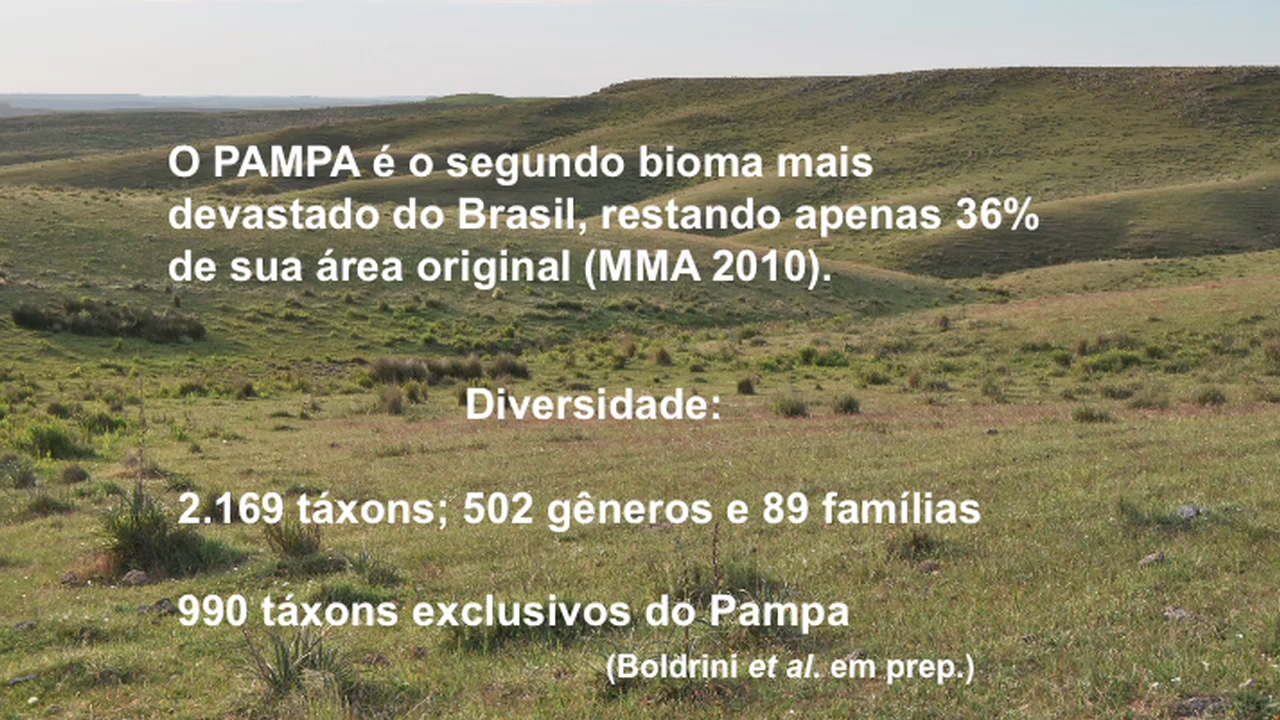 O PAMPA é o segundo bioma mais
devastado do Brasil, restando apenas 36%
de sua área original (MMA 2010).
Diversidade:
2.169 táxons; 502 gêneros e 89 famílias
990 táxons exclusivos do Pampa
(Boldrini et al. em prep.)